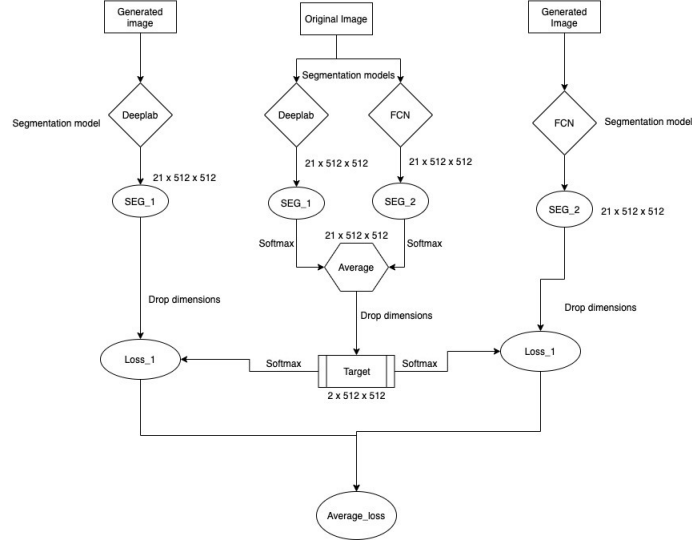 Generated
image
Original Image
Generated
Image
Segmentation models
Deeplab
Deeplab
FCN
FCN
Segmentation model
Segmentation model
21 x 512 x 512
21 x 512 x 512
21 x 512 x 512
SEG_1
SEG_1
SEG_2
SEG_2
21 x 512 x 512
21 x 512 x 512
Softmax
Softmax
Average
Drop dimensions
Drop dimensions
Drop dimensions
Loss_1
Softmax
Target
Softmax
Loss_1
2 x 512 x 512
Average_loss